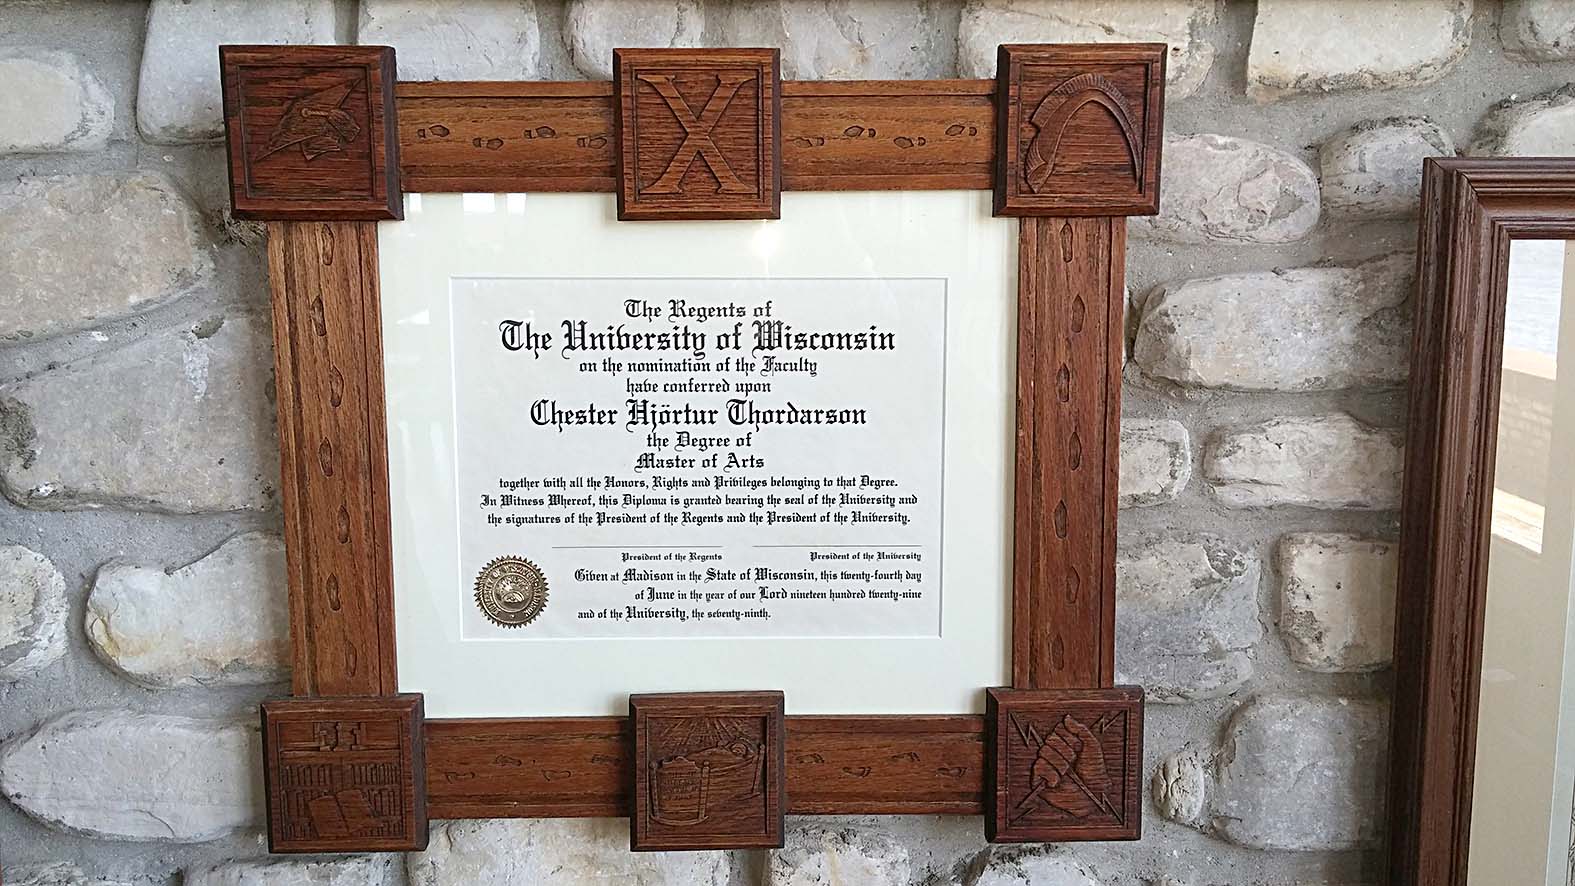 X
The Regents of
The University of Wisconsin
on the nomination of the Faculty
have conferred upon
Chester Hjörtur Thordarson
the Degree of
Master of Arts
together with all the Honors, Rights and Privileges belonging to that Degree.
In Witness Whereof, this Diploma is granted bearing the seal of the University and
the signatures of the President of the Regents and the President of the University.
President of the Regents President of the University
Given at Madison in the State of Wisconsin, this twenty-fourth day
of June in the year of our Lord nineteen hundred twenty-nine
and of the University, the seventy-ninth.